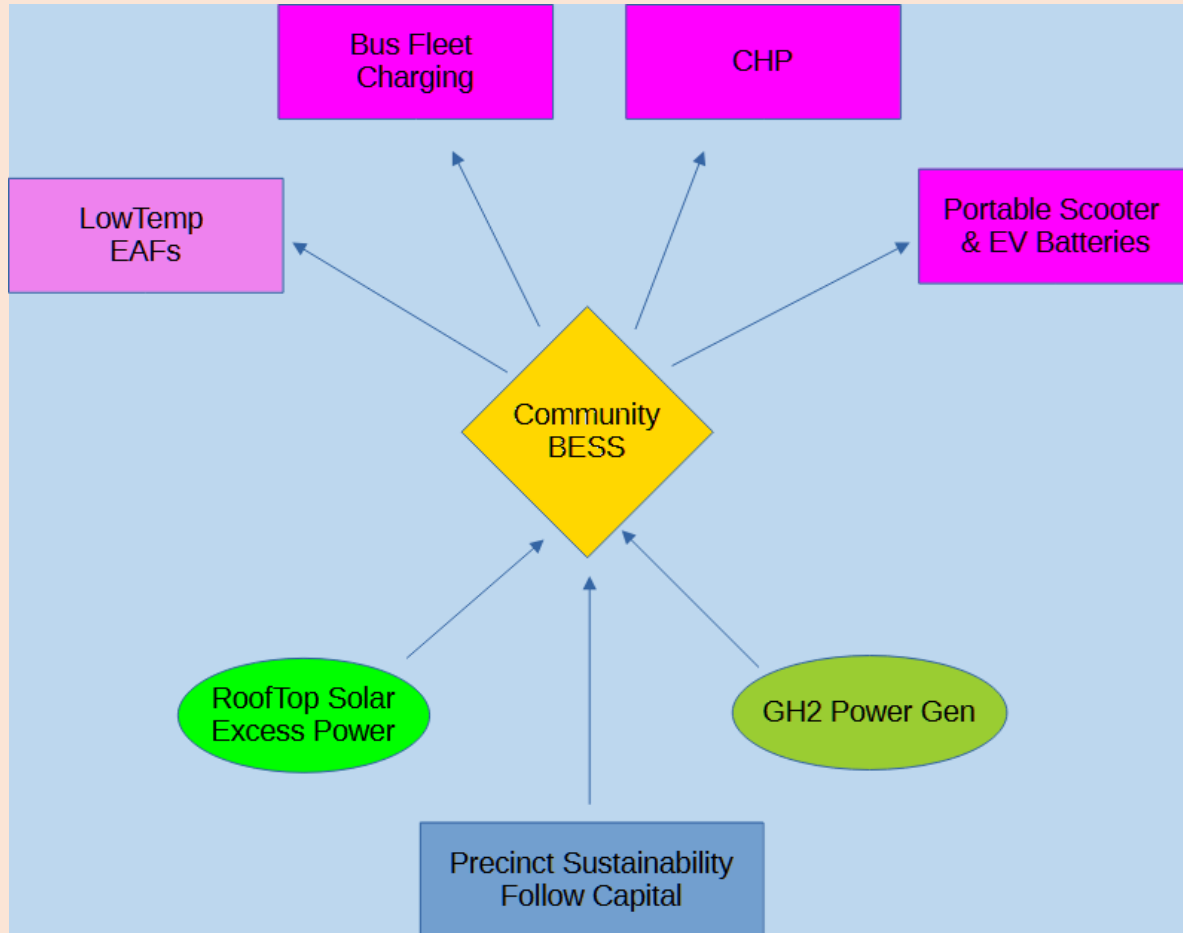 Bus Fleet
Charging
CHP
LowTemp
EAFs
Portable Scooter
& EV Batteries
Community
BESS
RoofTop Solar
Excess Power
GH2 Power Gen
Precinct Sustainability
Follow Capital